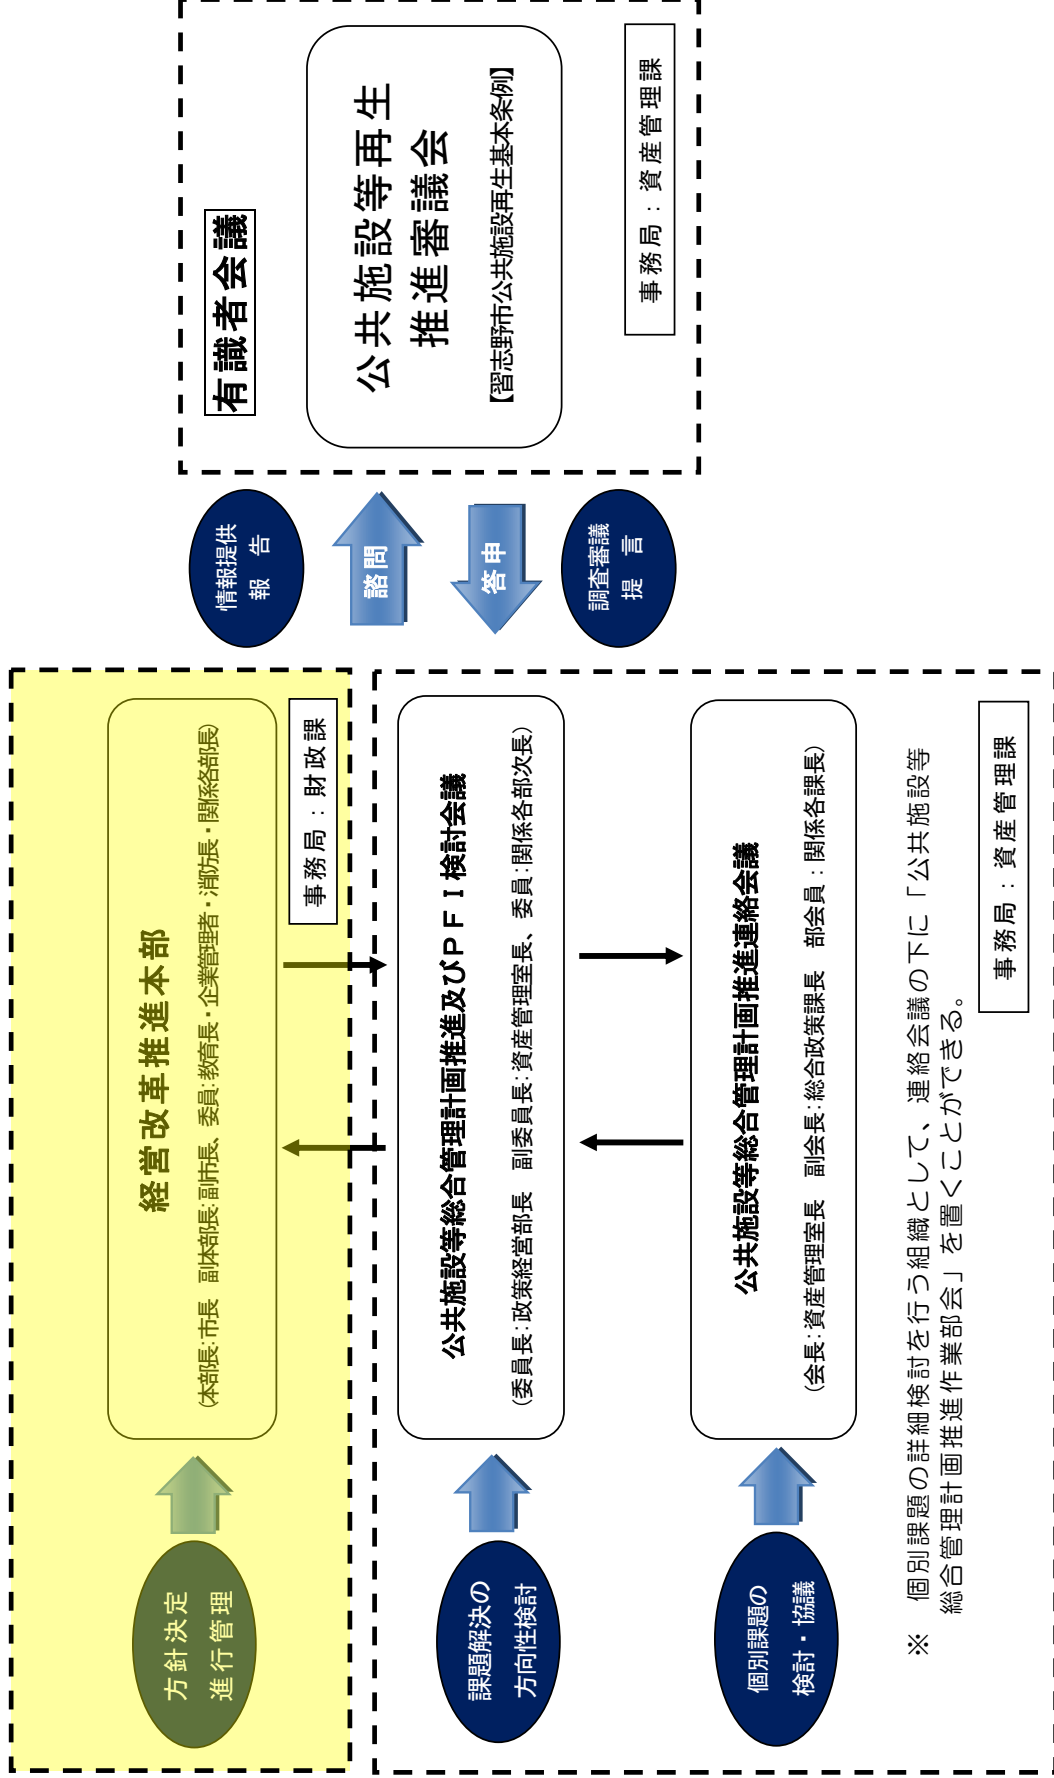 方針決定
進行管理
経営改革推進本部
（本部長：市長　副本部長：副市長、委員：教育長・企業管理者・消防長・関係各部長）
事務局：財政課
課題解決の
方向性検討
公共施設等総合管理計画推進及びＰＦＩ検討会議
（委員長：政策経営部長　副委員長：資産管理室長、委員：関係各部次長）
個別課題の
検討・協議
公共施設等総合管理計画推進連絡会議
（会長：資産管理室長　副会長：総合政策課長　部会員：関係各課長）
※　個別課題の詳細検討を行う組織として、連絡会議の下に「公共施設等
総合管理計画推進作業部会」を置くことができる。
事務局：資産管理課
情報提供
報　告
諮問
答申
調査審議
提　言
有識者会議
公共施設等再生
推進審議会
【習志野市公共施設再生基本条例】
事務局：資産管理課